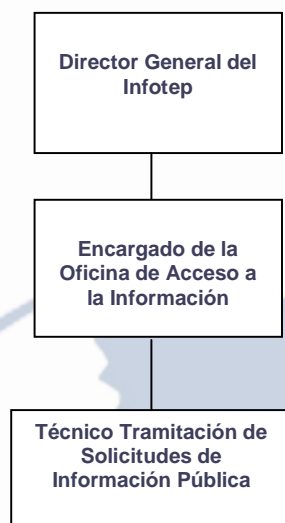 Director General del
Infotep
Encargado de la
Oficina de Acceso a
la Información
Técnico Tramitación de
Solicitudes de
Información Pública